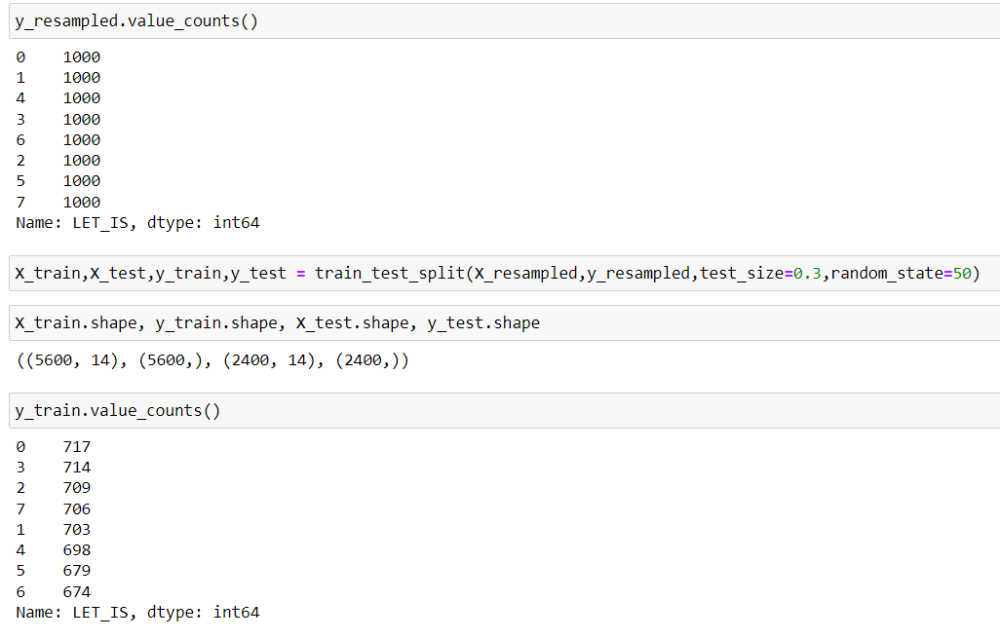 y_resampled.value_counts()
0    1000
1    1000
4    1000
3    1000
6    1000
2    1000
5    1000
7    1000
Name: LET_IS, dtype: int64
X_train,X_test,y_train,y_test = train_test_split(X_resampled,y_resampled,test_size=0.3,random_state=50)
X_train.shape, y_train.shape, X_test.shape, y_test.shape
((5600, 14), (5600,), (2400, 14), (2400,))
y_train.value_counts()
0    717
3    714
2    709
7    706
1    703
4    698
5    679
6    674
Name: LET_IS, dtype: int64